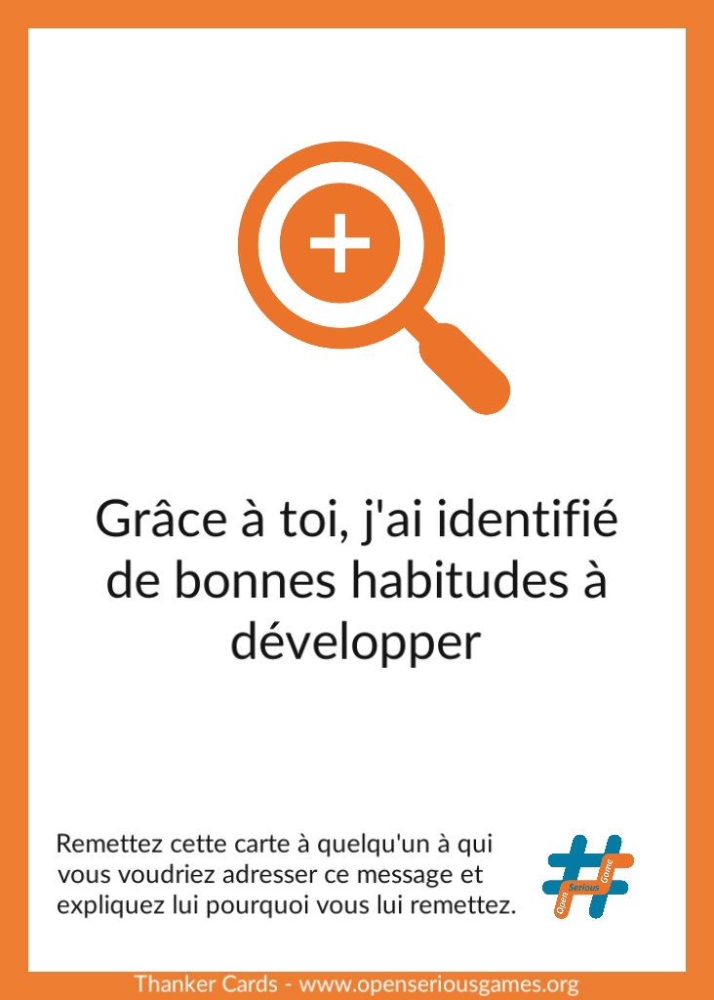 Grâce à toi, j'ai identifié
de bonnes habitudes à
développer
Remettez cette carte à quelqu'un à qui
vous voudriez adresser ce message et
expliquez lui pourquoi vous lui remettez.
Open Serious Game
Thanker Cards - www.openseriousgames.org